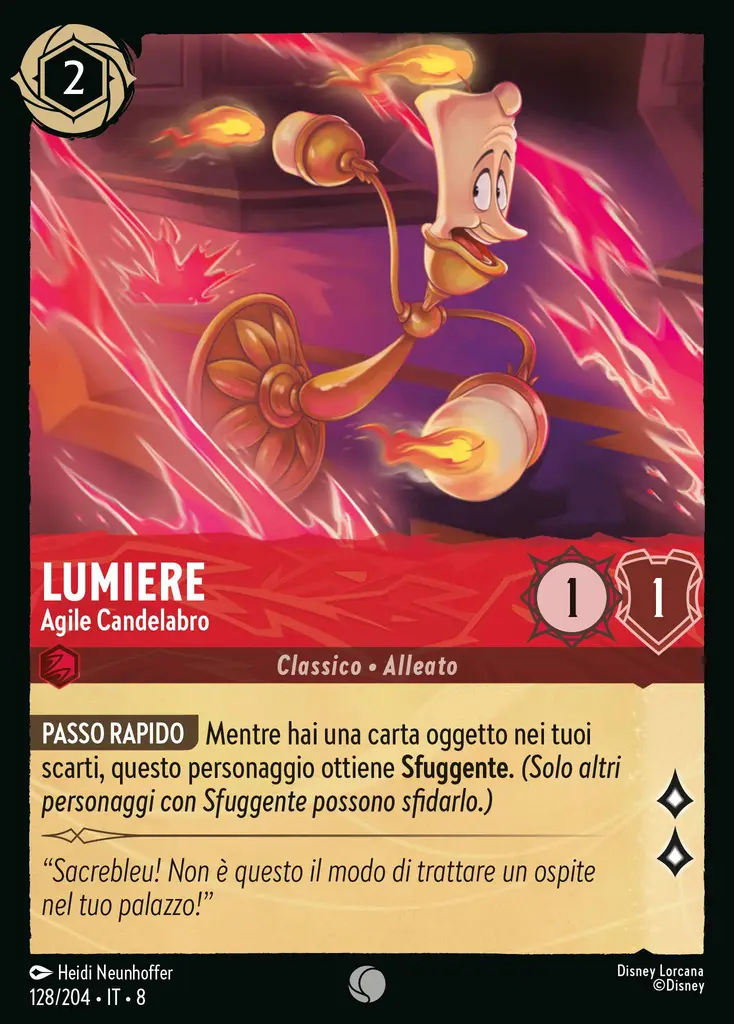 2
LUMIERE
Agile Candelabro
1
1
Classico • Alleato
PASSO RAPIDO Mentre hai una carta oggetto nei tuoi
scarti, questo personaggio ottiene Sfuggente. (Solo altri
personaggi con Sfuggente possono sfidarlo.)
“Sacrebleu! Non è questo il modo di trattare un ospite
nel tuo palazzo!”
Heidi Neunhoffer
128/204 • IT • 8
Disney Lorcana
©Disney